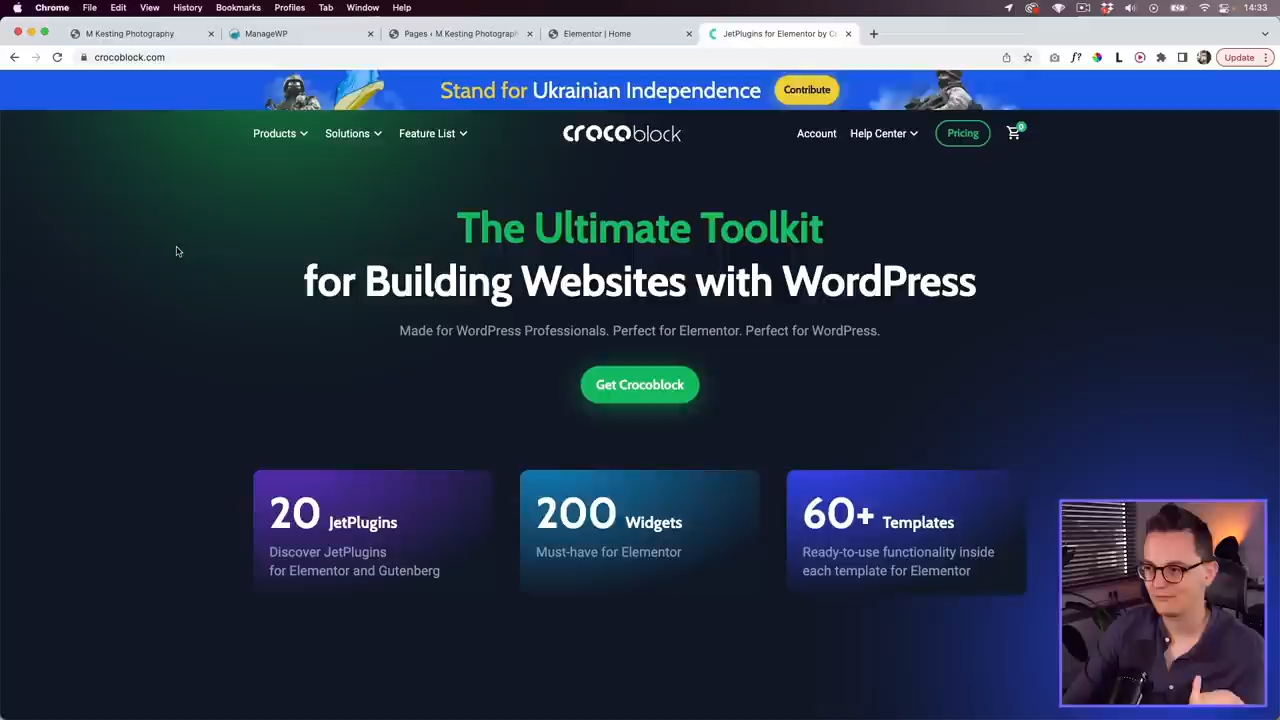 Chrome File Edit View History Bookmarks Profiles Tab Window Help 14:33
M Kesting Photography ManageWP Pages ‹ M Kesting Photograph Elementor | Home JetPlugins for Elementor by C
crocoblock.com Update
Stand for Ukrainian Independence Contribute
Products Solutions Feature List crocoblock Account Help Center Pricing 0
The Ultimate Toolkit
for Building Websites with WordPress
Made for WordPress Professionals. Perfect for Elementor. Perfect for WordPress.
Get Crocoblock
20 JetPlugins
Discover JetPlugins
for Elementor and Gutenberg
200 Widgets
Must-have for Elementor
60+ Templates
Ready-to-use functionality inside
each template for Elementor